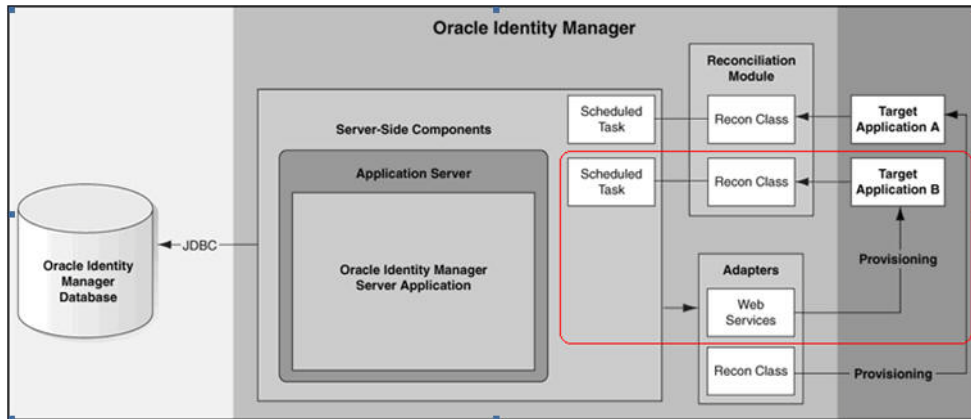 Oracle Identity Manager
Reconciliation
Module
Scheduled
Task
Recon Class
Target
Application A
Server-Side Components
Application Server
Scheduled
Task
Recon Class
Target
Application B
JDBC
Oracle Identity
Manager
Database
Oracle Identity Manager
Server Application
Adapters
Provisioning
Web
Services
Recon Class
Provisioning